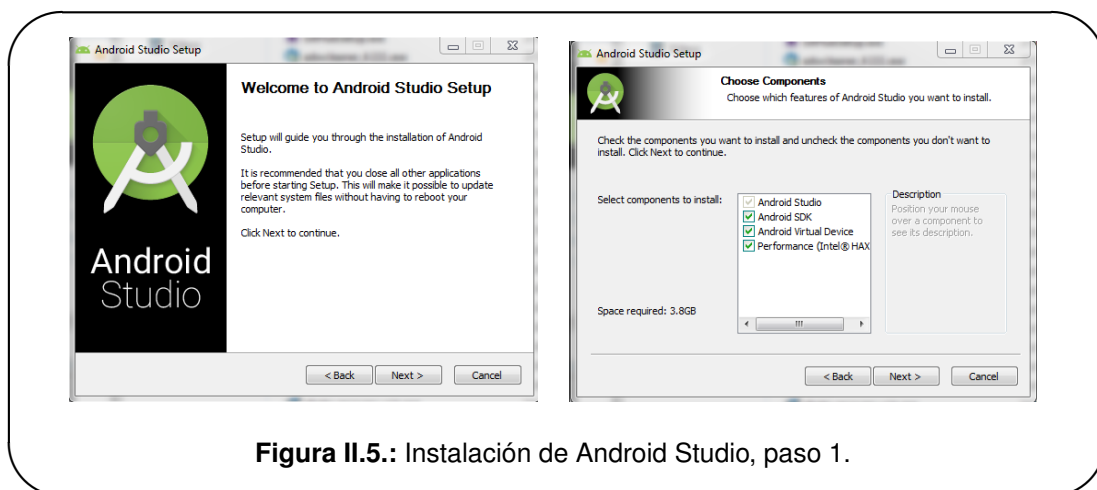 Android Studio Setup
Welcome to Android Studio Setup
Setup will guide you through the installation of Android
Studio.
It is recommended that you close all other applications
before starting Setup. This will make it possible to update
relevant system files without having to reboot your
computer.
Click Next to continue.
Android
Studio
< Back
Next >
Cancel
Android Studio Setup
Choose Components
Choose which features of Android Studio you want to install.
Check the components you want to install and uncheck the components you don't want to
install. Click Next to continue.
Select components to install:
Android Studio
Android SDK
Android Virtual Device
Performance (Intel® HAX
Description
Position your mouse
over a component to
see its description.
Space required: 3.8GB
< Back
Next >
Cancel
Figura II.5.: Instalación de Android Studio, paso 1.